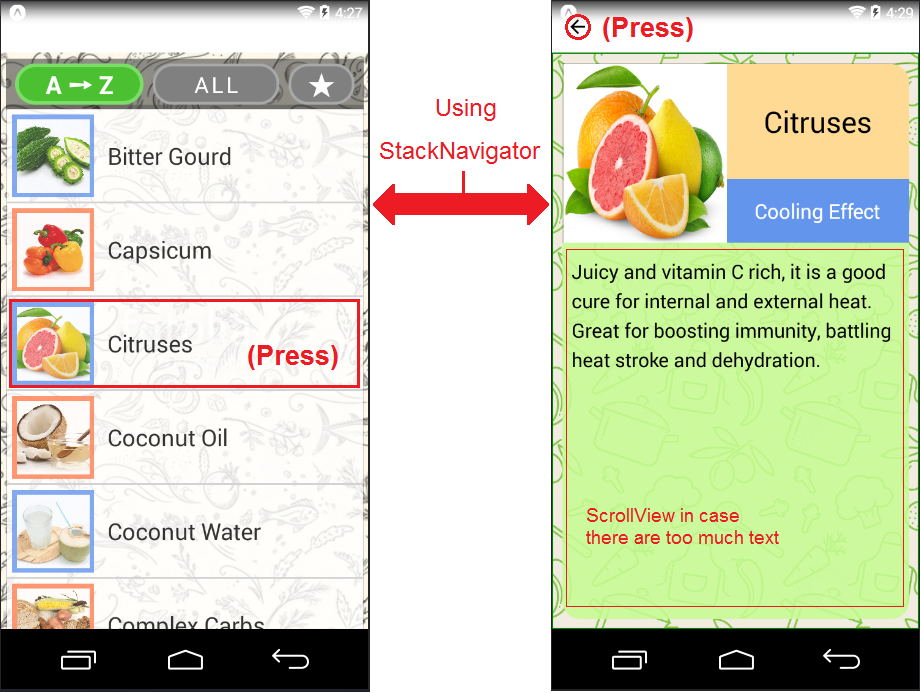 4:27
A → Z
ALL
Bitter Gourd
Capsicum
Citruses
(Press)
Coconut Oil
Coconut Water
Complex Carbs
Using
StackNavigator
4:29
(Press)
Citruses
Cooling Effect
Juicy and vitamin C rich, it is a good
cure for internal and external heat.
Great for boosting immunity, battling
heat stroke and dehydration.
ScrollView in case
there are too much text